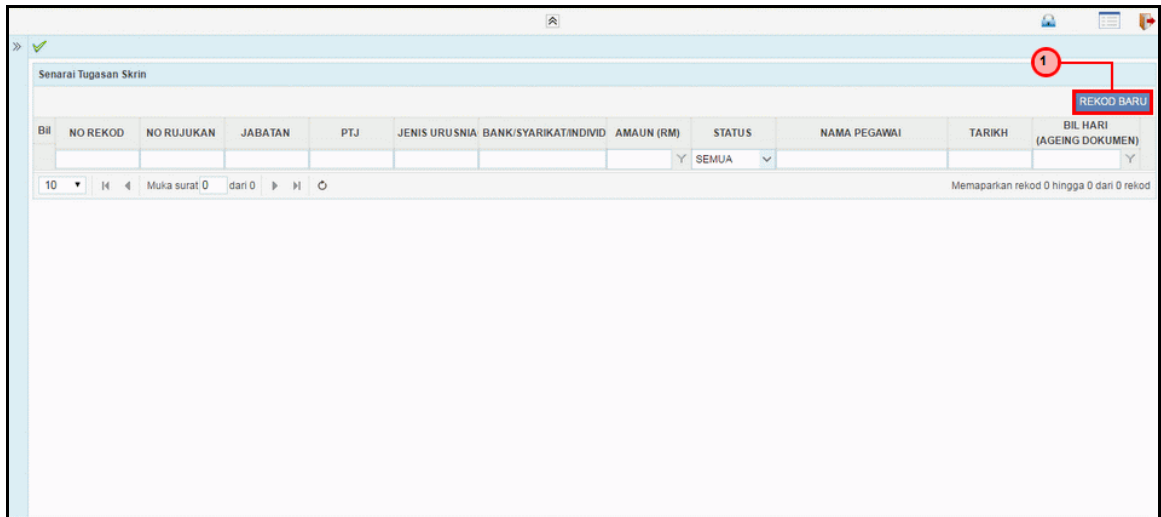 Senarai Tugasan Skrin
1
REKOD BARU
Bil NO REKOD NO RUJUKAN JABATAN PTJ JENIS URUSNIA BANK/SYARIKAT/INDIVID AMAUN (RM) STATUS NAMA PEGAWAI TARIKH BIL HARI
(AGEING DOKUMEN)
SEMUA
10 Muka surat 0 dari 0 Memaparkan rekod 0 hingga 0 dari 0 rekod